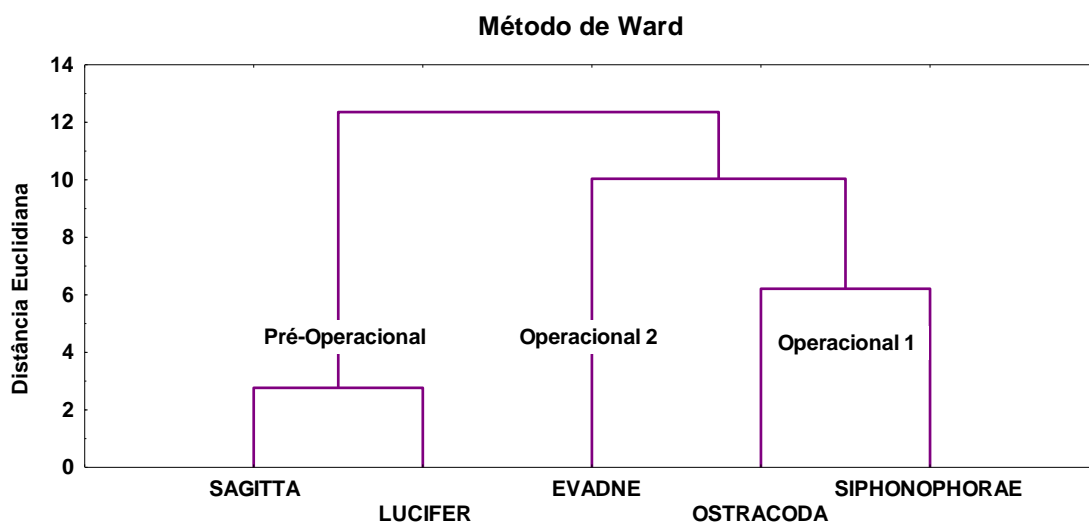 Método de Ward
14
12
10
8
6
4
2
0
Distância Euclidiana
Pré-Operacional
Operacional 2
Operacional 1
SAGITTA
LUCIFER
EVADNE
OSTRACODA
SIPHONOPHORAE